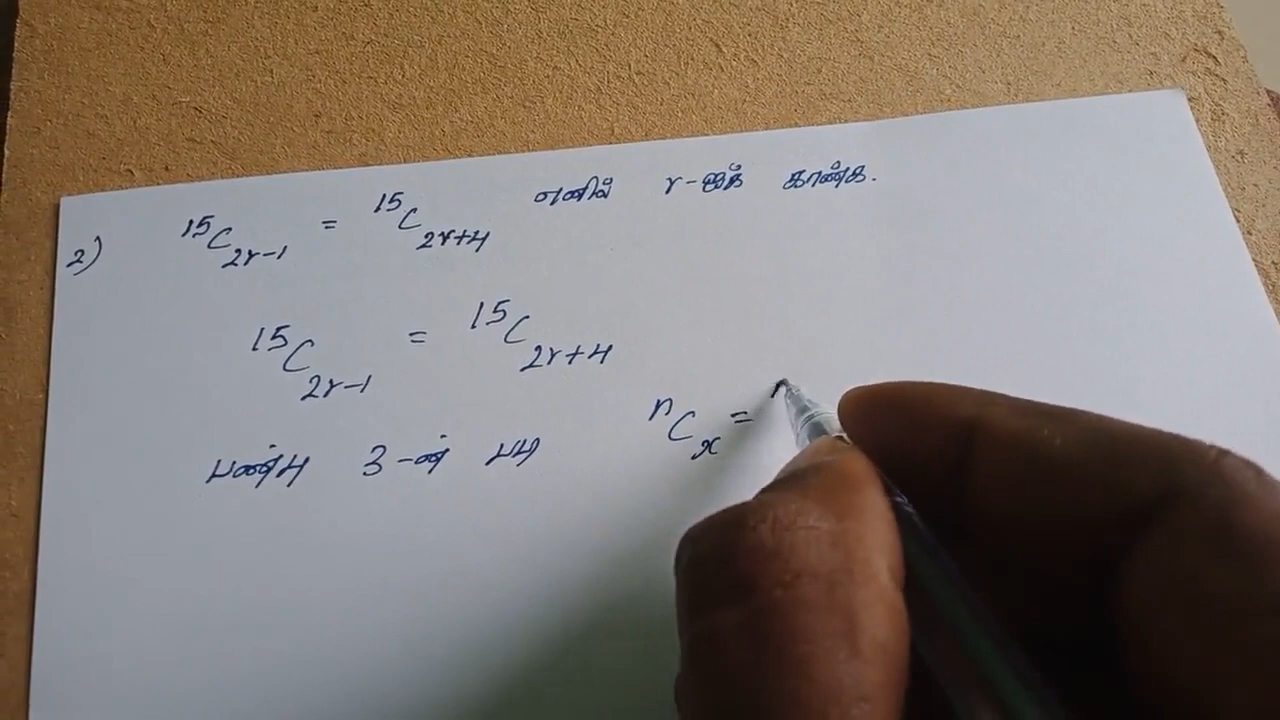 2) ¹⁵C₂ᵣ₋₁ = ¹⁵C₂ᵣ₊₄ எனில் r-ஐக் காண்க.
¹⁵C₂ᵣ₋₁ = ¹⁵C₂ᵣ₊₄
பண்பு 3-ன் படி ⁿCₓ =